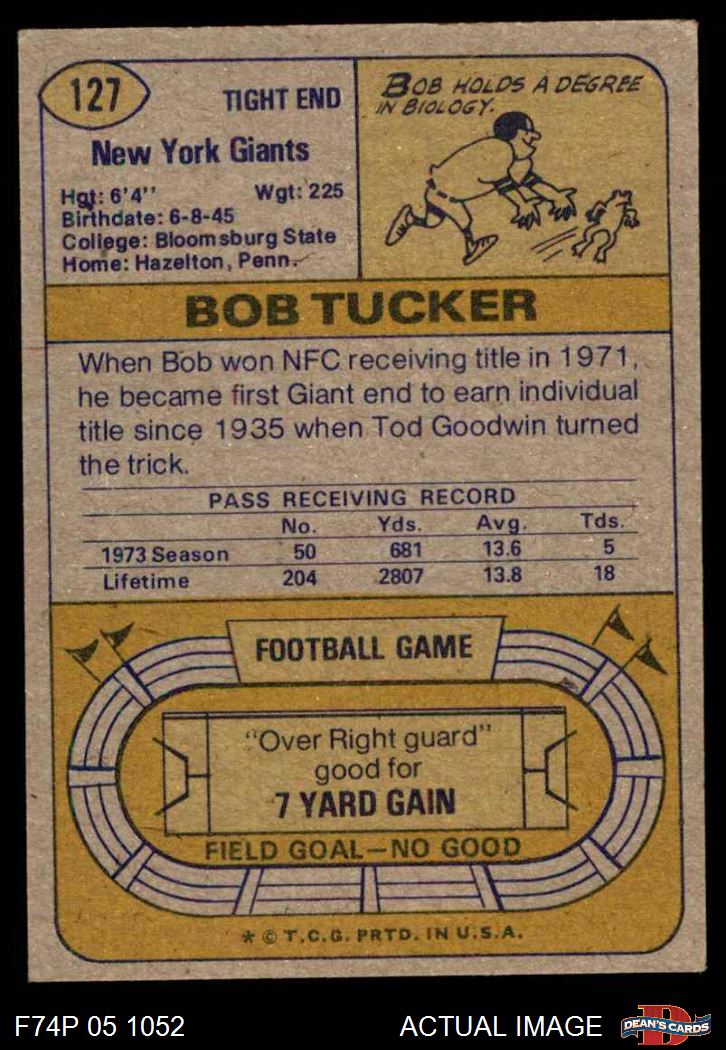 127
TIGHT END
New York Giants
Hgt: 6'4'' Wgt: 225
Birthdate: 6-8-45
College: Bloomsburg State
Home: Hazelton, Penn.
BOB HOLDS A DEGREE
IN BIOLOGY.
BOB TUCKER
When Bob won NFC receiving title in 1971,
he became first Giant end to earn individual
title since 1935 when Tod Goodwin turned
the trick.
PASS RECEIVING RECORD
No. Yds. Avg. Tds.
1973 Season 50 681 13.6 5
Lifetime 204 2807 13.8 18
FOOTBALL GAME
"Over Right guard"
good for
7 YARD GAIN
FIELD GOAL—NO GOOD
* © T.C.G. PRTD. IN U.S.A.
F74P 05 1052 ACTUAL IMAGE
D
DEAN'S CARDS